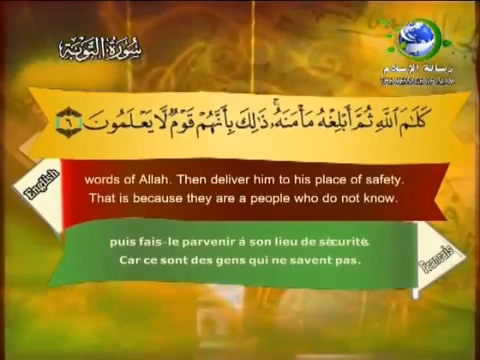 سُورَةُ التَّوْبَةِ
رسالة الإسلام
THE MESSAGE OF ISLAM
كَلَـٰمَ ٱللَّهِ ثُمَّ أَبْلِغْهُ مَأْمَنَهُۥ ۚ ذَٰلِكَ بِأَنَّهُمْ قَوْمٌ لَّا يَعْلَمُونَ ٦
English
words of Allah. Then deliver him to his place of safety.
That is because they are a people who do not know.
puis fais-le parvenir à son lieu de sécurité.
Car ce sont des gens qui ne savent pas.
Francais